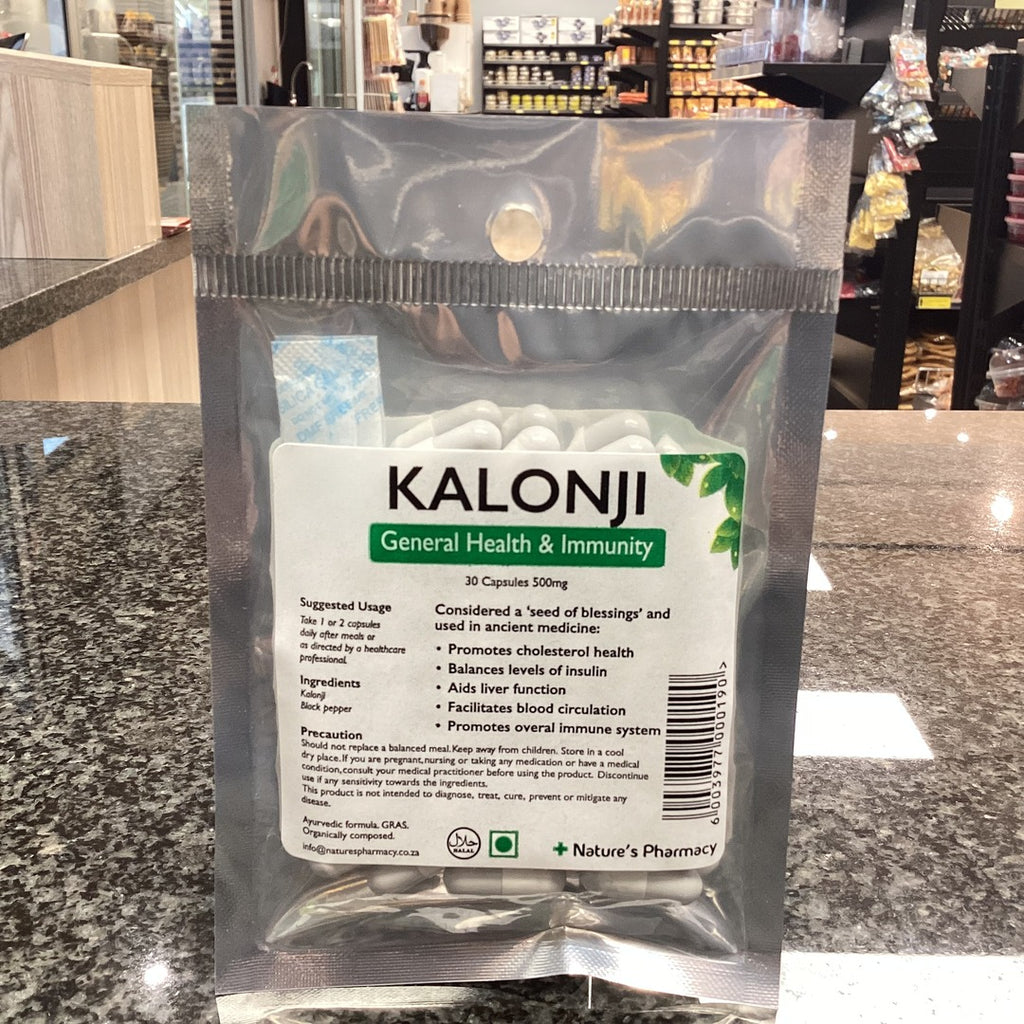 KALONJI
General Health & Immunity
30 Capsules 500mg
Suggested Usage
Take 1 or 2 capsules
daily after meals or
as directed by a healthcare
professional.
Ingredients
Kalonji
Black pepper
Considered a 'seed of blessings' and
used in ancient medicine:
• Promotes cholesterol health
• Balances levels of insulin
• Aids liver function
• Facilitates blood circulation
• Promotes overal immune system
Precaution
Should not replace a balanced meal. Keep away from children. Store in a cool
dry place. If you are pregnant, nursing or taking any medication or have a medical
condition, consult your medical practitioner before using the product. Discontinue
use if any sensitivity towards the ingredients.
This product is not intended to diagnose, treat, cure, prevent or mitigate any
disease.
Ayurvedic formula. GRAS.
Organically composed.
info@naturespharmacy.co.za
حلال
HALAL
Nature's Pharmacy
6003977000190